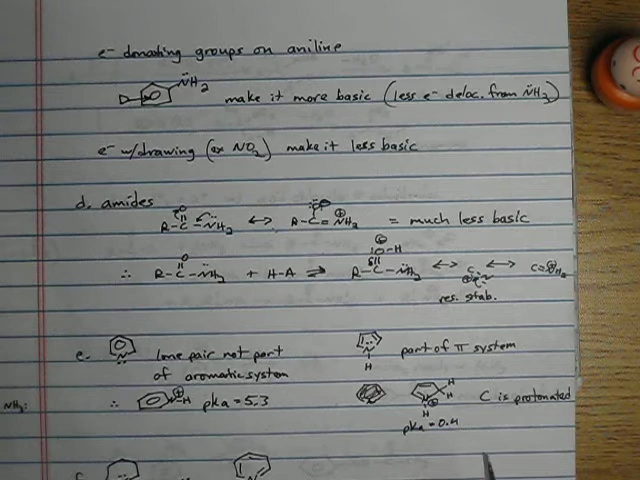 e⁻ donating groups on aniline
D NH₂ make it more basic (less e⁻ deloc. from NH₂)
e⁻ w/drawing (ex NO₂) make it less basic
d. amides
R-C-NH₂ ↔ R-C=NH₂ = much less basic
O O⊖ ⊕
∴ R-C-NH₂ + H-A ⇌ R-C-NH₂ ↔ ↔ C=NH₂
O ⊕O-H
res. stab.
e. N lone pair not part N H part of π system
of aromatic system
NH₃: ∴ N⊕-H pka = 5.3 N H H H ⊕ C is protonated
pka = 0.4
f.